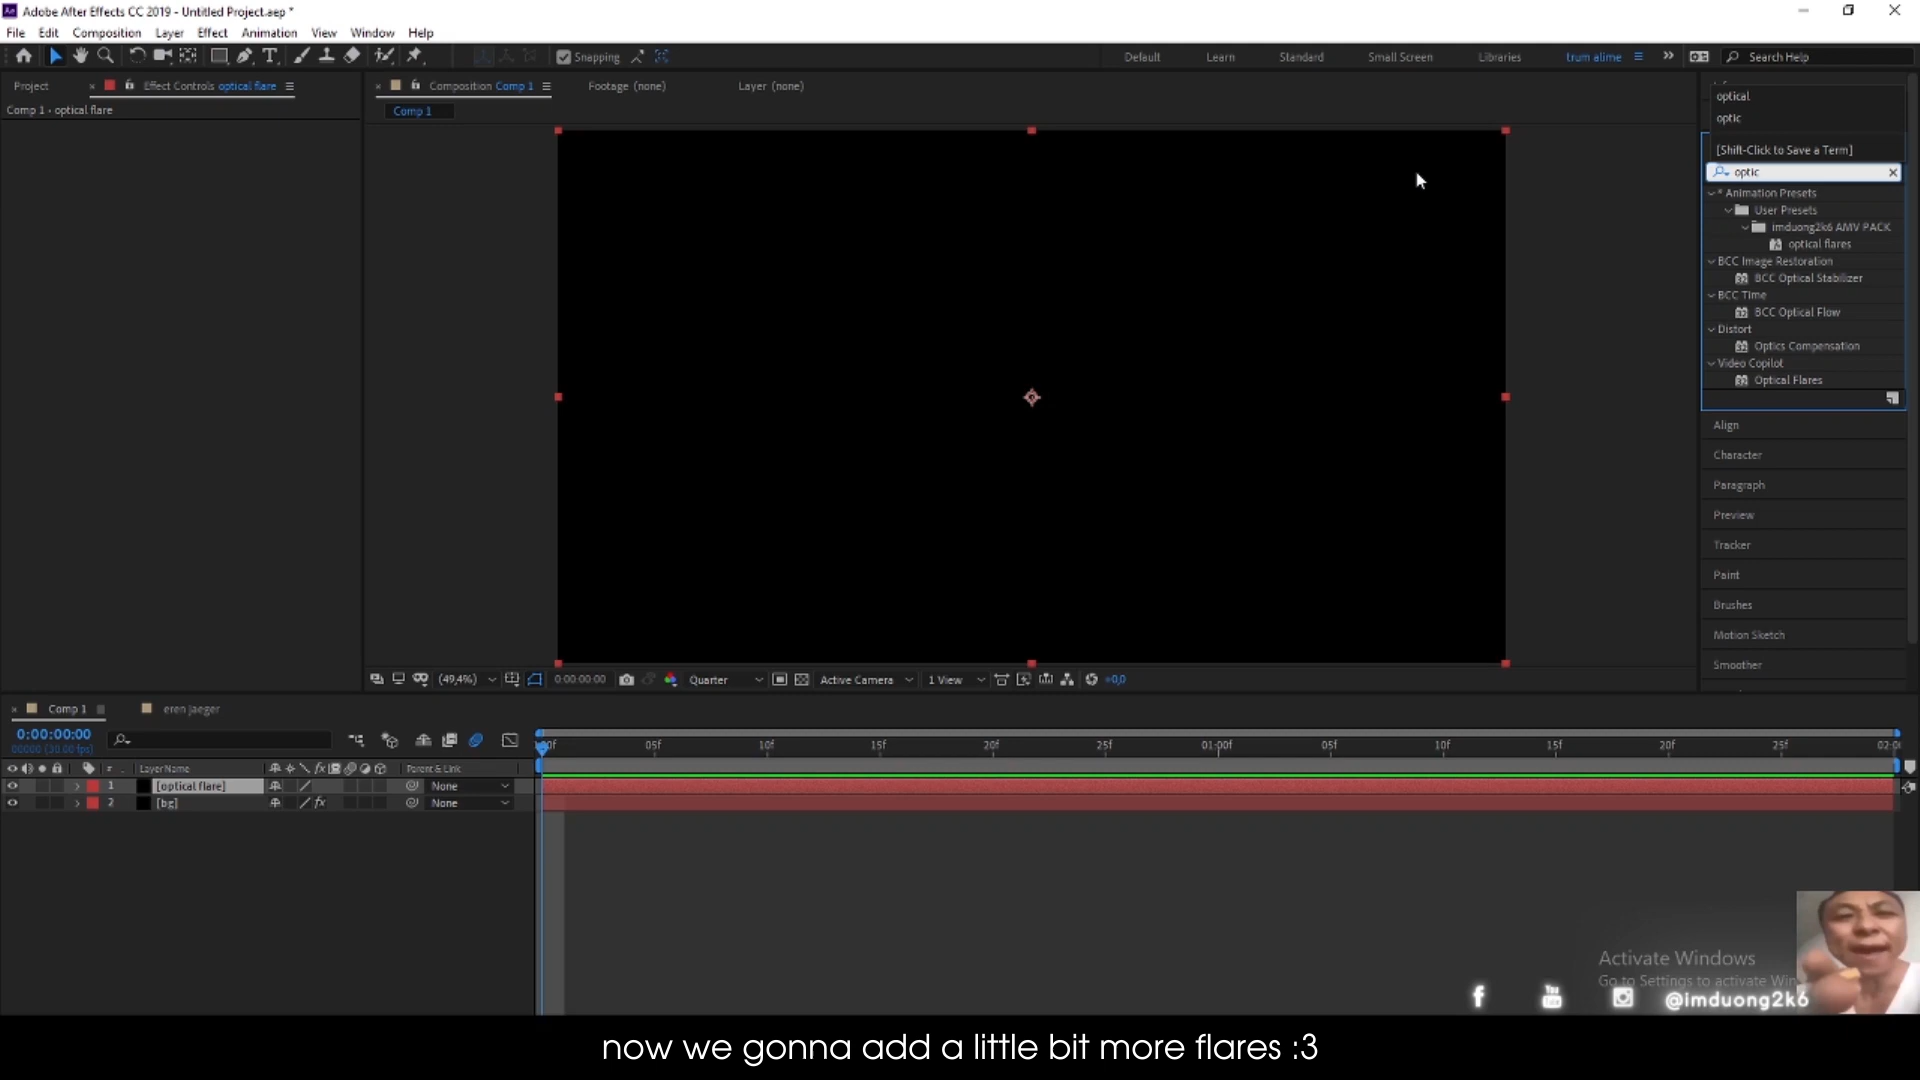 Adobe After Effects CC 2019 - Untitled Project.aep *
File Edit Composition Layer Effect Animation View Window Help
Snapping Default Learn Standard Small Screen Libraries trum alime Search Help
Project Effect Controls optical flare Composition Comp 1 Footage (none) Layer (none)
Comp 1 • optical flare
Comp 1
optical
optic
[Shift-Click to Save a Term]
optic
* Animation Presets
User Presets
imduong2k6 AMV PACK
optical flares
BCC Image Restoration
BCC Optical Stabilizer
BCC Time
BCC Optical Flow
Distort
Optics Compensation
Video Copilot
Optical Flares
Align
Character
Paragraph
Preview
Tracker
Paint
Brushes
Motion Sketch
Smoother
(49,4%) 0:00:00:00 Quarter Active Camera 1 View +0,0
Comp 1 eren jaeger
0:00:00:00
00000 (30.00 fps)
05f 10f 15f 20f 25f 01:00f 05f 10f 15f 20f 25f
# Layer Name Parent & Link
1 [optical flare] None
2 [bg] None
Activate Windows
Go to Settings to activate Win
You
@imduong2k6
now we gonna add a little bit more flares :3